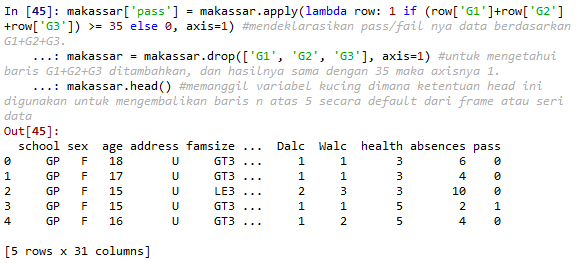 In [45]: makassar['pass'] = makassar.apply(lambda row: 1 if (row['G1']+row['G2']
+row['G3']) >= 35 else 0, axis=1) #mendeklarasikan pass/fail nya data berdasarkan
G1+G2+G3.
...: makassar = makassar.drop(['G1', 'G2', 'G3'], axis=1) #untuk mengetahui
baris G1+G2+G3 ditambahkan, dan hasilnya sama dengan 35 maka axisnya 1.
...: makassar.head() #memanggil variabel kucing dimana ketentuan head ini
digunakan untuk mengembalikan baris n atas 5 secara default dari frame atau seri
data
Out[45]:
school sex age address famsize ... Dalc Walc health absences pass
0 GP F 18 U GT3 ... 1 1 3 6 0
1 GP F 17 U GT3 ... 1 1 3 4 0
2 GP F 15 U LE3 ... 2 3 3 10 0
3 GP F 15 U GT3 ... 1 1 5 2 1
4 GP F 16 U GT3 ... 1 2 5 4 0
[5 rows x 31 columns]